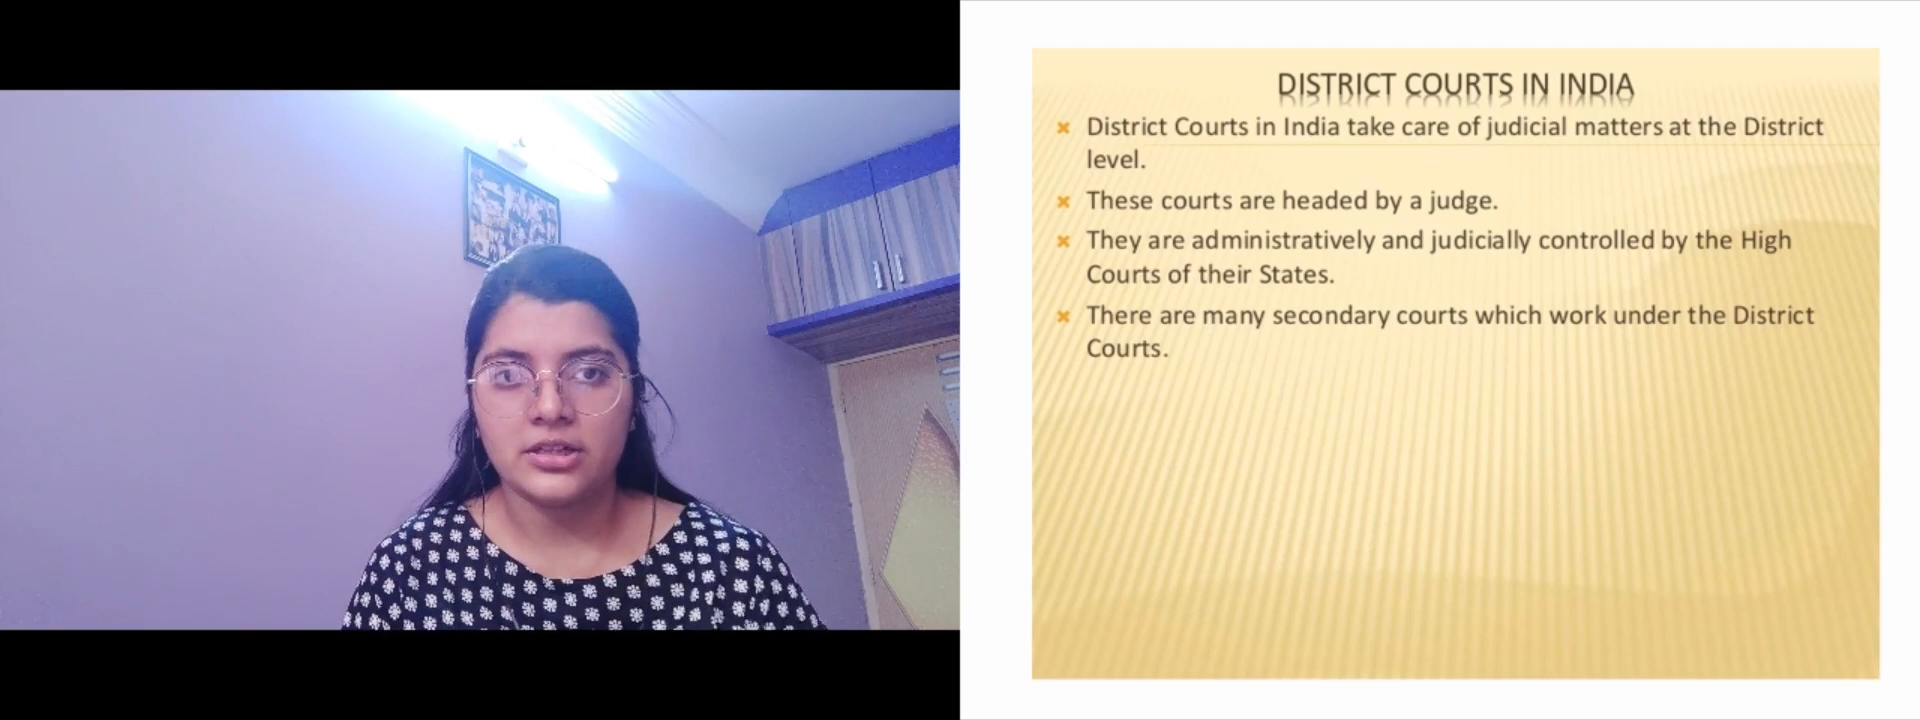 DISTRICT COURTS IN INDIA
District Courts in India take care of judicial matters at the District
level.
These courts are headed by a judge.
They are administratively and judicially controlled by the High
Courts of their States.
There are many secondary courts which work under the District
Courts.